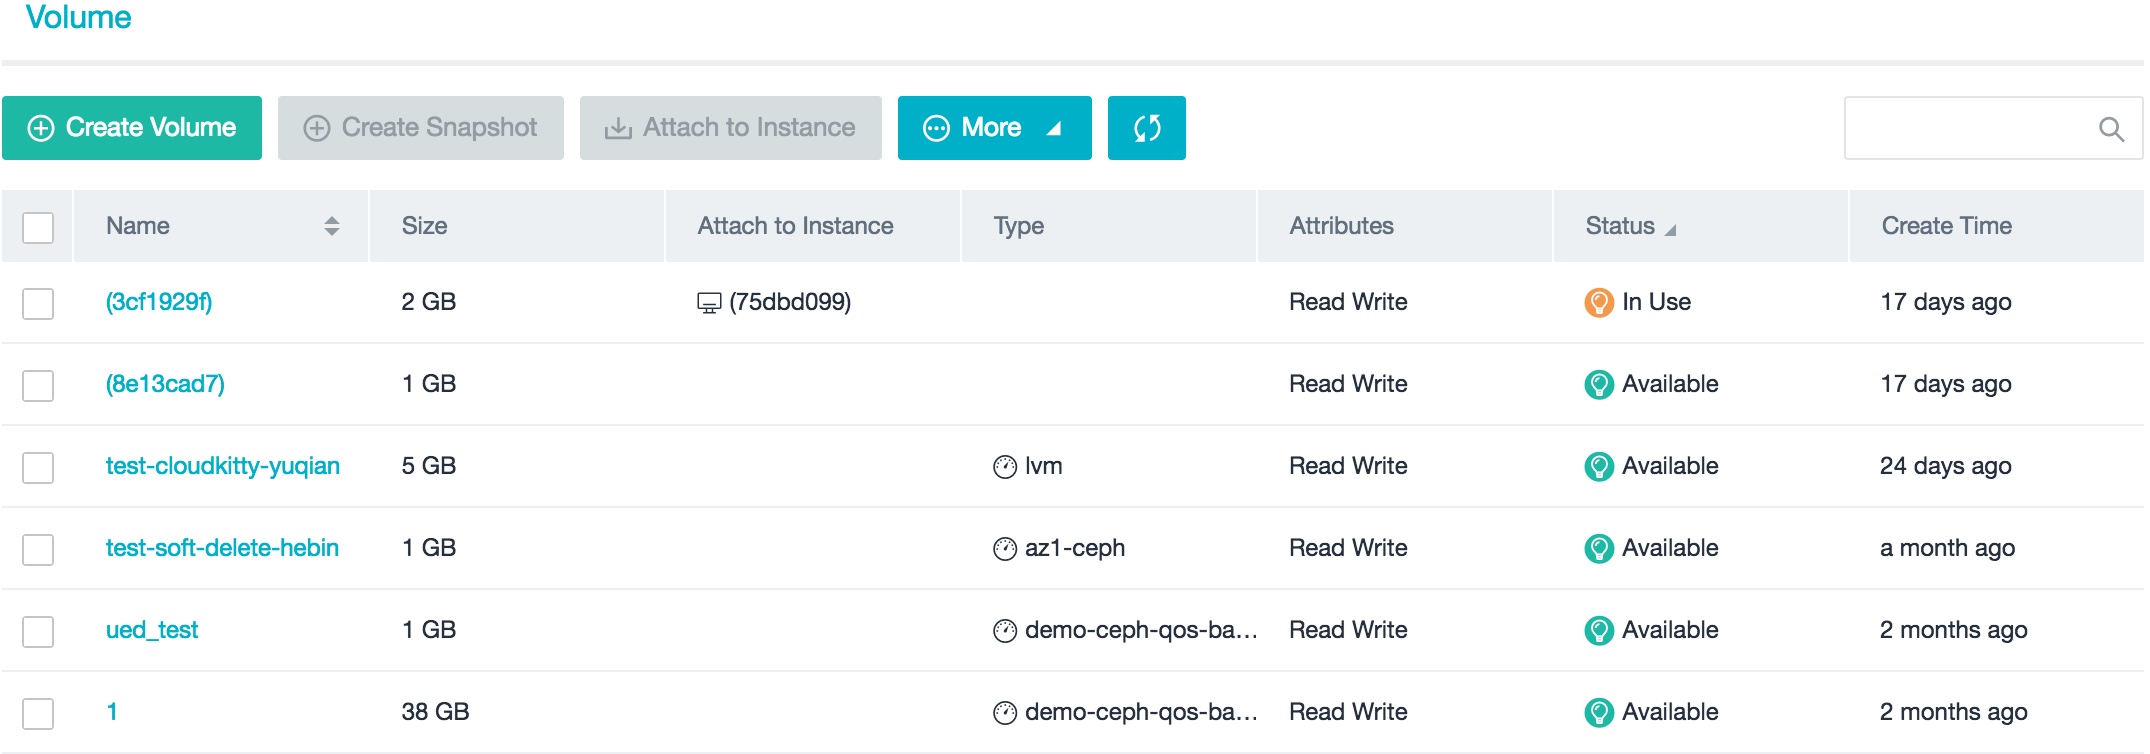 Volume
Create Volume Create Snapshot Attach to Instance More
Name Size Attach to Instance Type Attributes Status Create Time
(3cf1929f) 2 GB (75dbd099) Read Write In Use 17 days ago
(8e13cad7) 1 GB Read Write Available 17 days ago
test-cloudkitty-yuqian 5 GB lvm Read Write Available 24 days ago
test-soft-delete-hebin 1 GB az1-ceph Read Write Available a month ago
ued_test 1 GB demo-ceph-qos-ba... Read Write Available 2 months ago
1 38 GB demo-ceph-qos-ba... Read Write Available 2 months ago